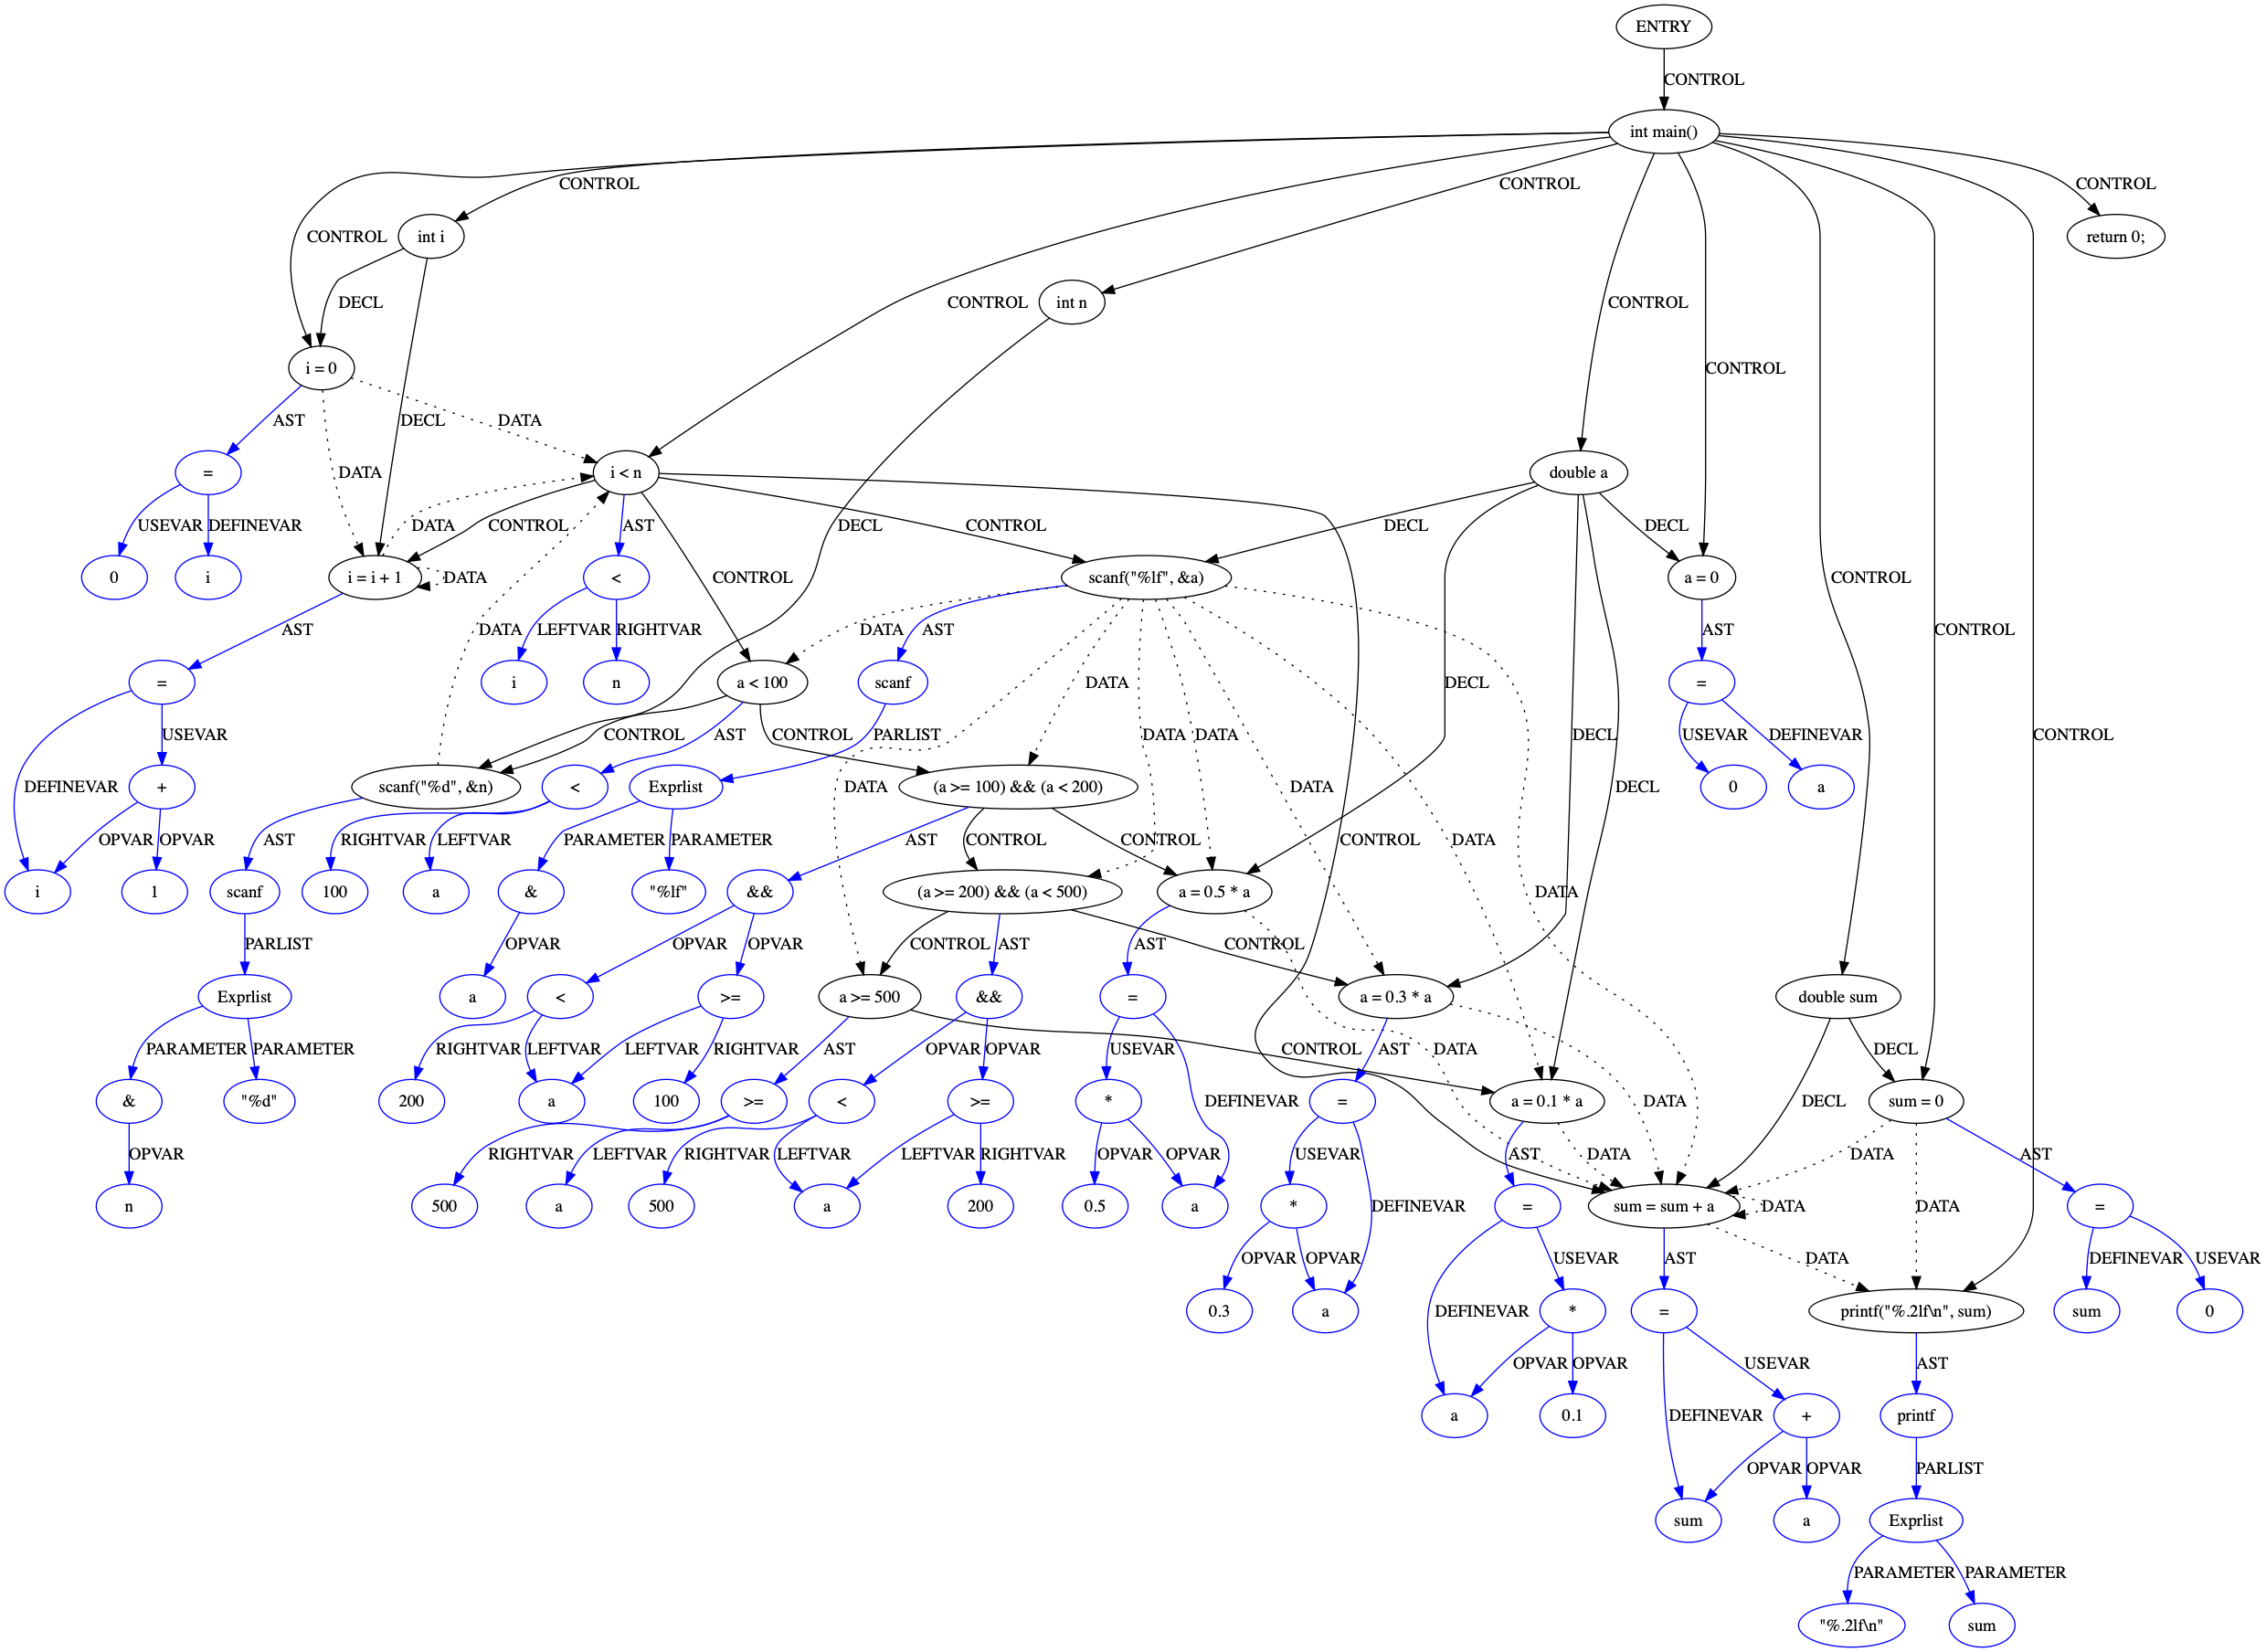 ENTRY
CONTROL
int main()
CONTROL
CONTROL
CONTROL
CONTROL
int i
return 0;
CONTROL
DECL
int n
CONTROL
CONTROL
i = 0
CONTROL
AST
DECL
DATA
=
DATA
i < n
double a
USEVAR
DEFINEVAR
DATA
CONTROL
AST
DECL
CONTROL
DECL
DECL
0
i
i = i + 1
DATA
<
CONTROL
scanf("%lf", &a)
a = 0
CONTROL
AST
DATA
LEFTVAR
RIGHTVAR
DATA
AST
AST
CONTROL
=
i
n
a < 100
scanf
DATA
DECL
=
USEVAR
CONTROL
AST
CONTROL
PARLIST
DATA
DATA
DECL
USEVAR
DEFINEVAR
CONTROL
DEFINEVAR
+
scanf("%d", &n)
<
Exprlist
DATA
(a >= 100) && (a < 200)
DATA
DECL
0
a
OPVAR
OPVAR
AST
RIGHTVAR
LEFTVAR
PARAMETER
PARAMETER
AST
CONTROL
CONTROL
CONTROL
DATA
i
1
scanf
100
a
&
"%lf"
&&
(a >= 200) && (a < 500)
a = 0.5 * a
DATA
PARLIST
OPVAR
OPVAR
OPVAR
CONTROL
AST
AST
CONTROL
Exprlist
a
<
>=
a >= 500
&&
=
a = 0.3 * a
double sum
PARAMETER
PARAMETER
RIGHTVAR
LEFTVAR
LEFTVAR
RIGHTVAR
AST
OPVAR
OPVAR
USEVAR
CONTROL
AST
DATA
DECL
&
"%d"
200
a
100
>=
<
>=
*
DEFINEVAR
=
a = 0.1 * a
DATA
DECL
sum = 0
OPVAR
RIGHTVAR
LEFTVAR
RIGHTVAR
LEFTVAR
LEFTVAR
RIGHTVAR
OPVAR
OPVAR
USEVAR
AST
DATA
DATA
AST
n
500
a
500
a
200
0.5
a
*
DEFINEVAR
=
sum = sum + a
DATA
DATA
=
OPVAR
OPVAR
USEVAR
AST
DATA
DEFINEVAR
USEVAR
0.3
a
DEFINEVAR
*
=
printf("%.2lf\n", sum)
sum
0
OPVAR
OPVAR
USEVAR
AST
a
0.1
DEFINEVAR
+
printf
OPVAR
OPVAR
PARLIST
sum
a
Exprlist
PARAMETER
PARAMETER
"%.2lf\n"
sum